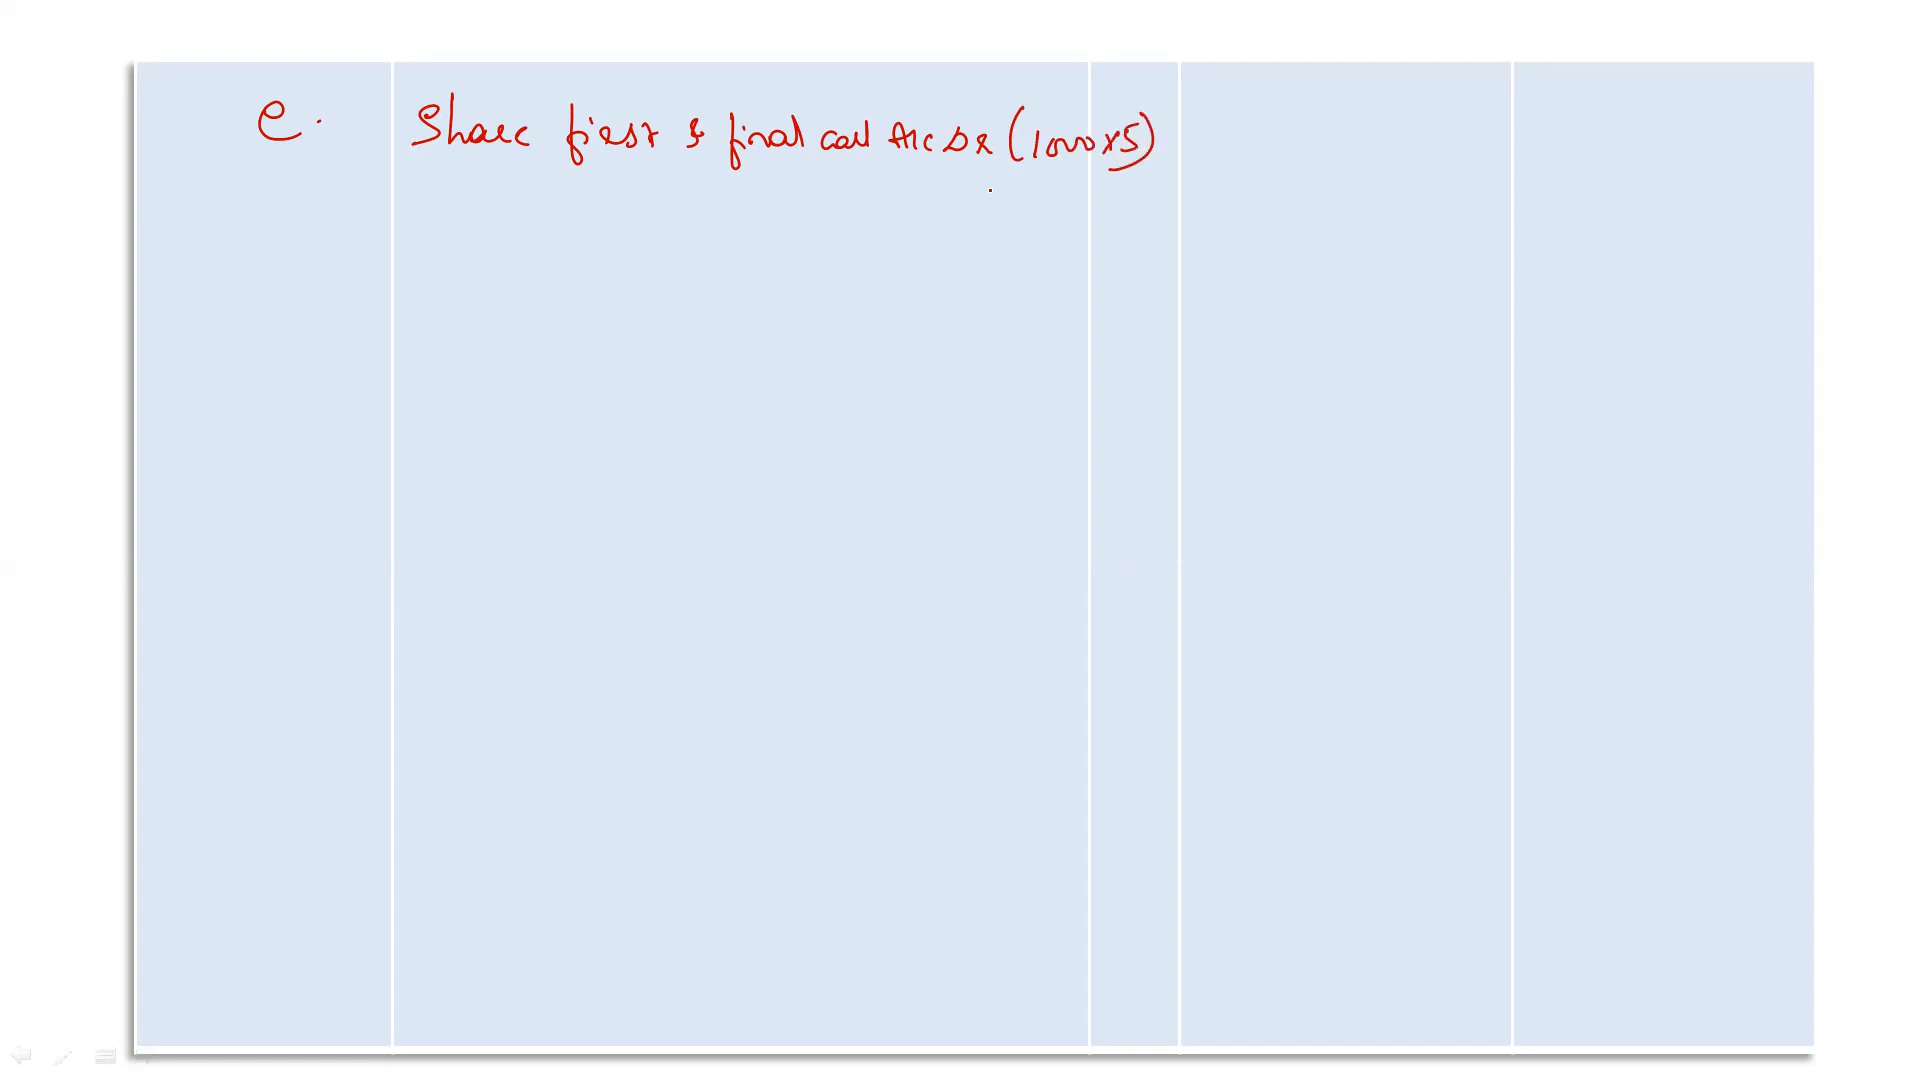 e. Share first & final call A/c Dr (1000x5)